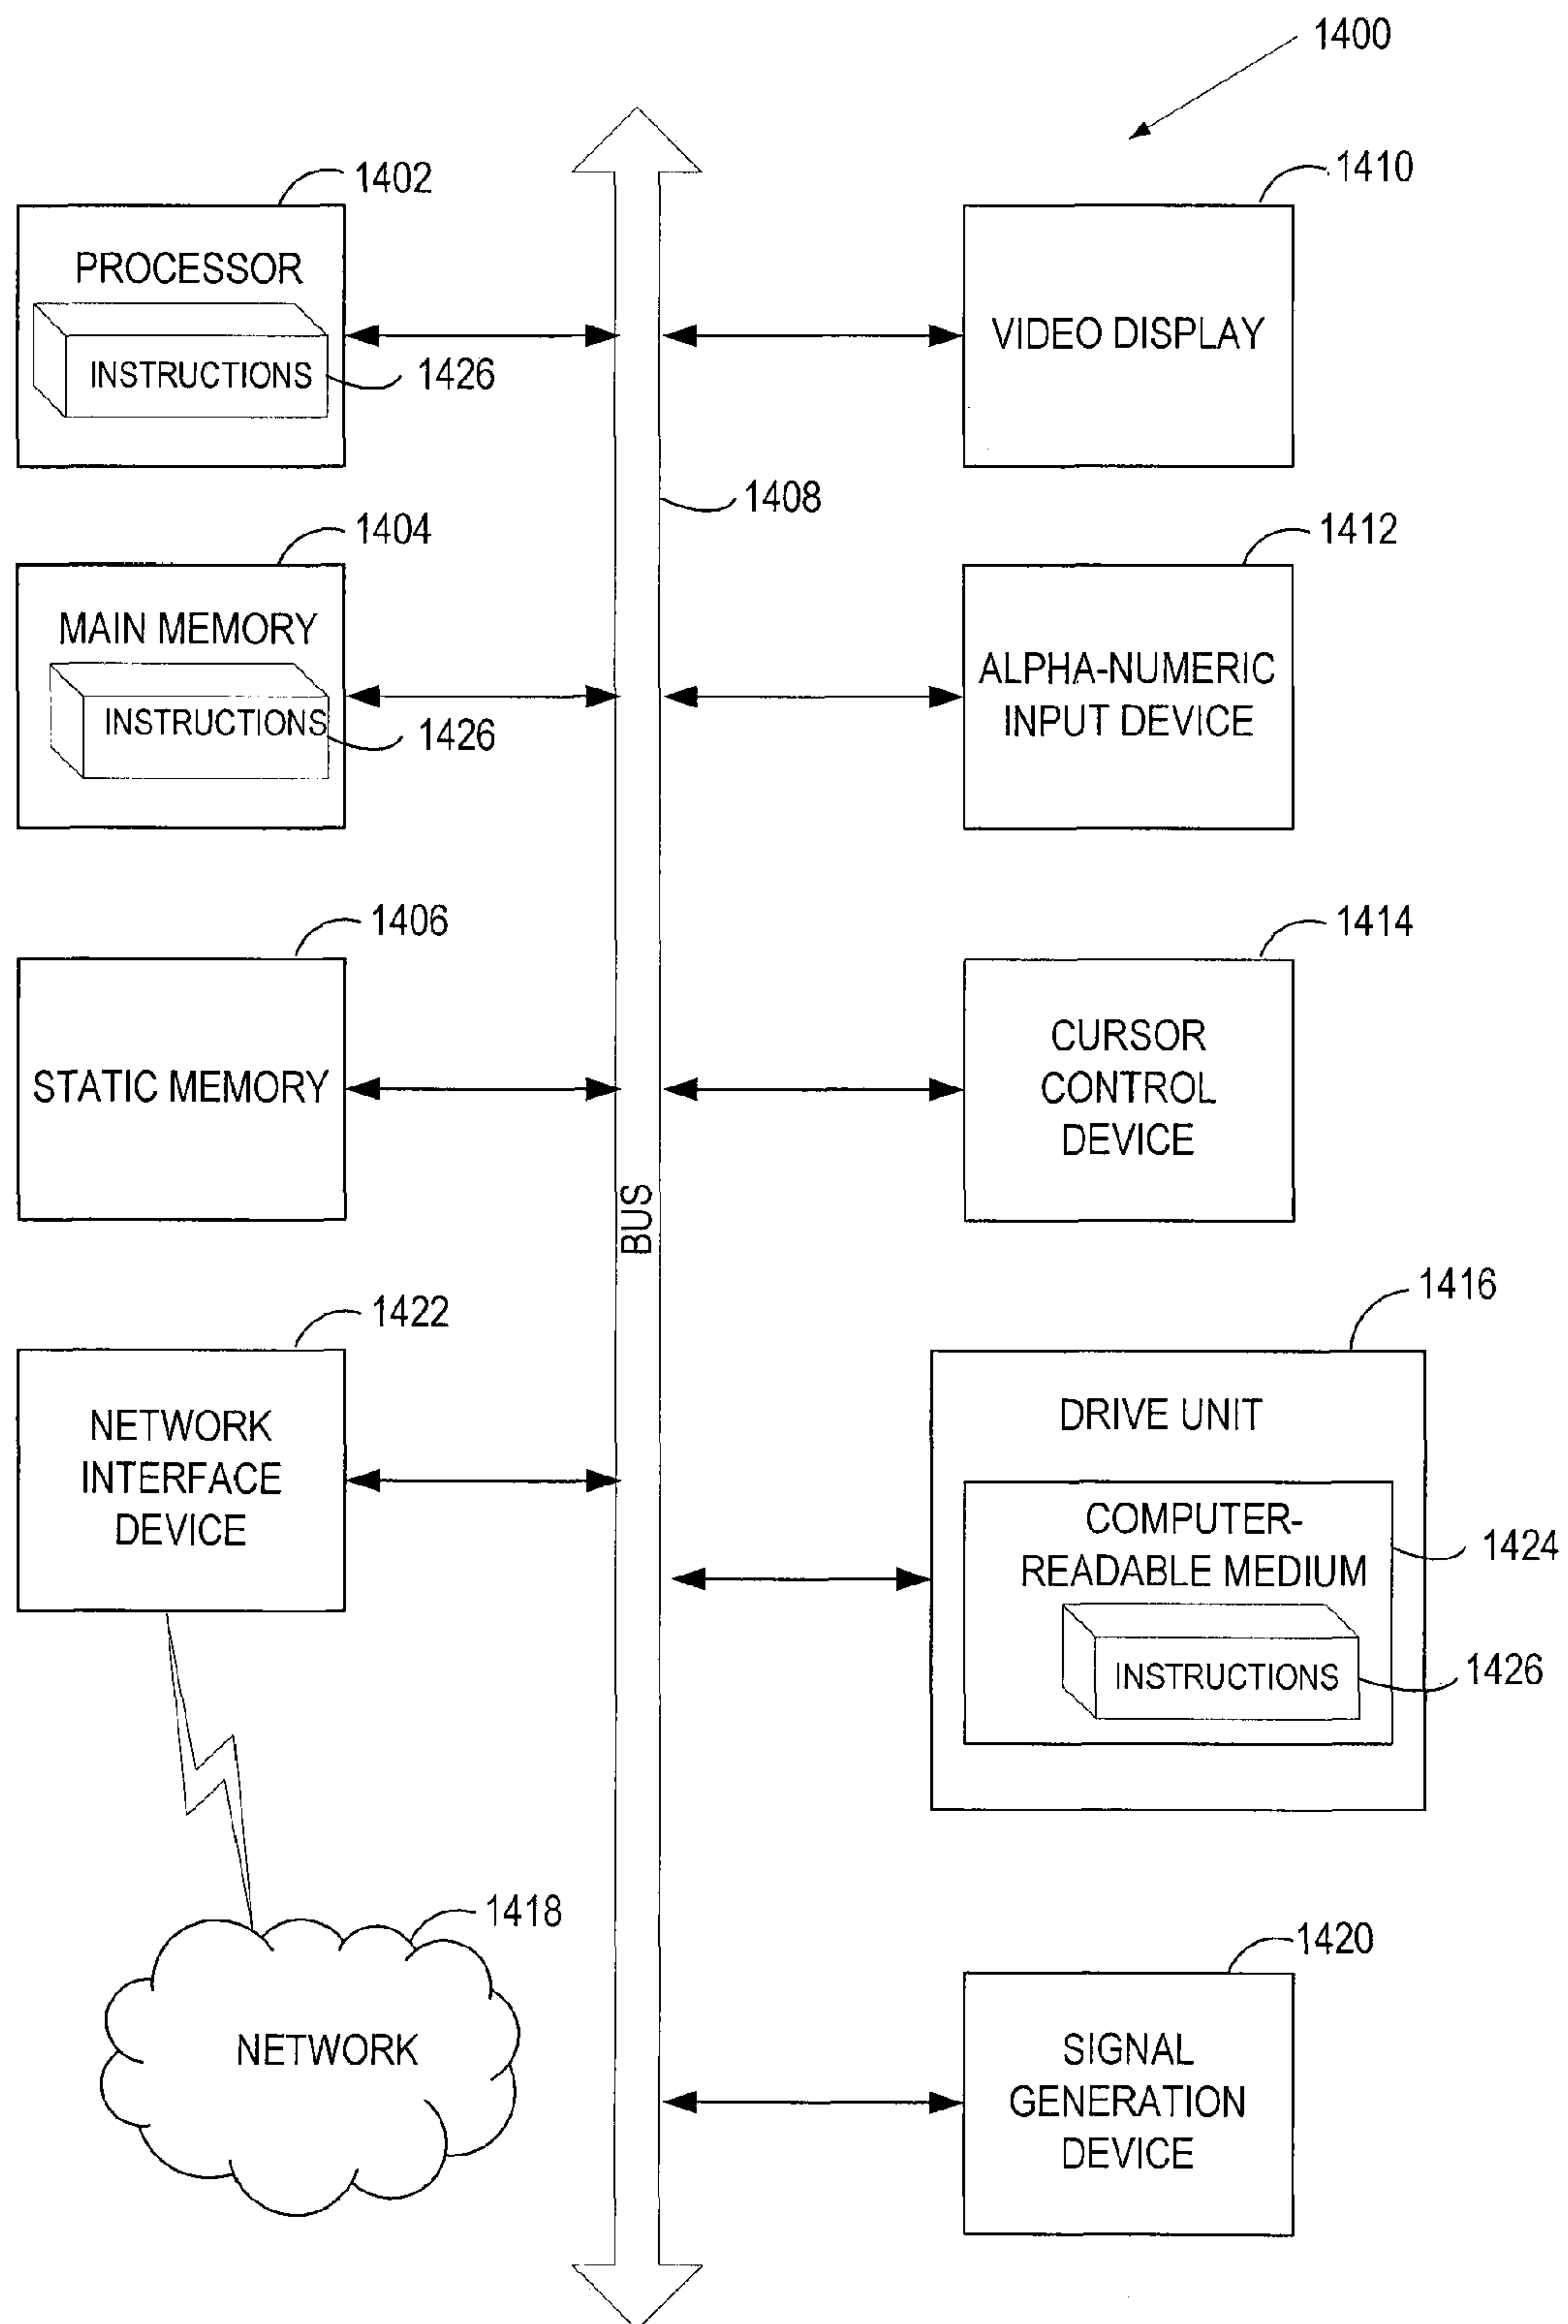 1400
1402
PROCESSOR
INSTRUCTIONS
1426
1410
VIDEO DISPLAY
1408
1404
MAIN MEMORY
INSTRUCTIONS
1426
1412
ALPHA-NUMERIC
INPUT DEVICE
1406
STATIC MEMORY
1414
CURSOR
CONTROL
DEVICE
BUS
1422
NETWORK
INTERFACE
DEVICE
1416
DRIVE UNIT
COMPUTER-
READABLE MEDIUM
1424
INSTRUCTIONS
1426
1418
NETWORK
1420
SIGNAL
GENERATION
DEVICE